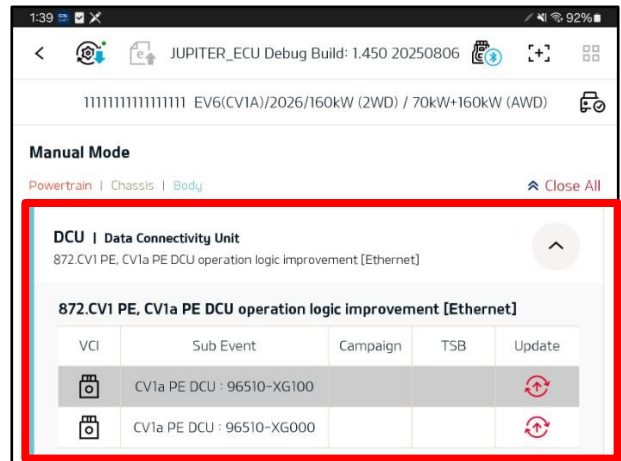 1:39 92%
JUPITER_ECU Debug Build: 1.450 20250806
11111111111111111 EV6(CV1A)/2026/160kW (2WD) / 70kW+160kW (AWD)
Manual Mode
Powertrain | Chassis | Body Close All
DCU | Data Connectivity Unit
872.CV1 PE, CV1a PE DCU operation logic improvement [Ethernet]
872.CV1 PE, CV1a PE DCU operation logic improvement [Ethernet]
VCI Sub Event Campaign TSB Update
CV1a PE DCU : 96510-XG100
CV1a PE DCU : 96510-XG000